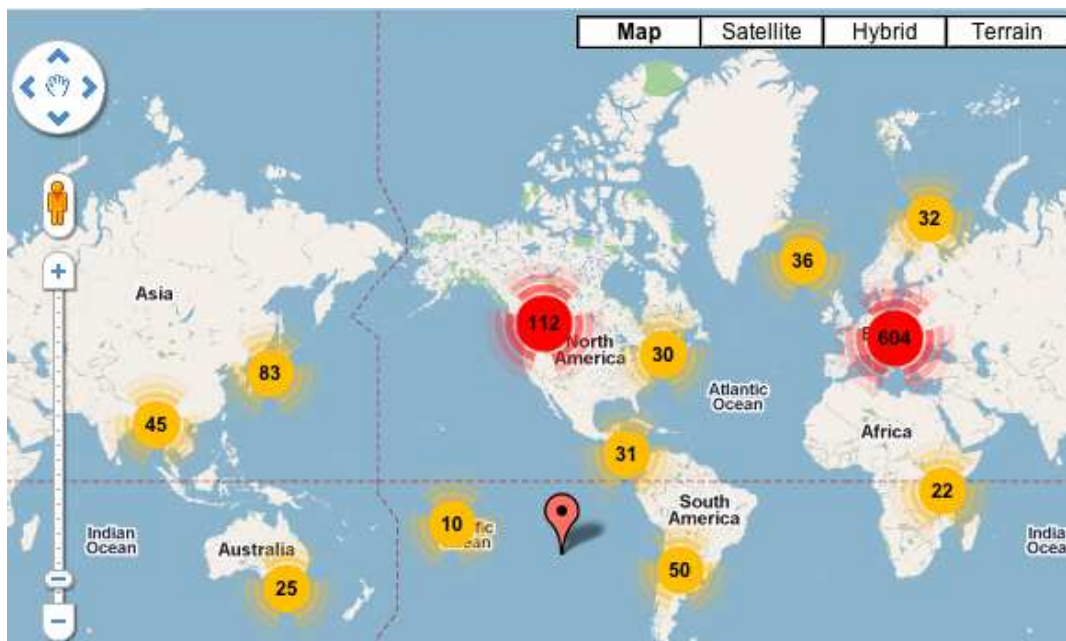 Map Satellite Hybrid Terrain
32
36
Asia
112
604
North
America
30
83
Atlantic
Ocean
45
Africa
31
22
South
America
10
Ocean
Indian
Ocean
Australia
50
25